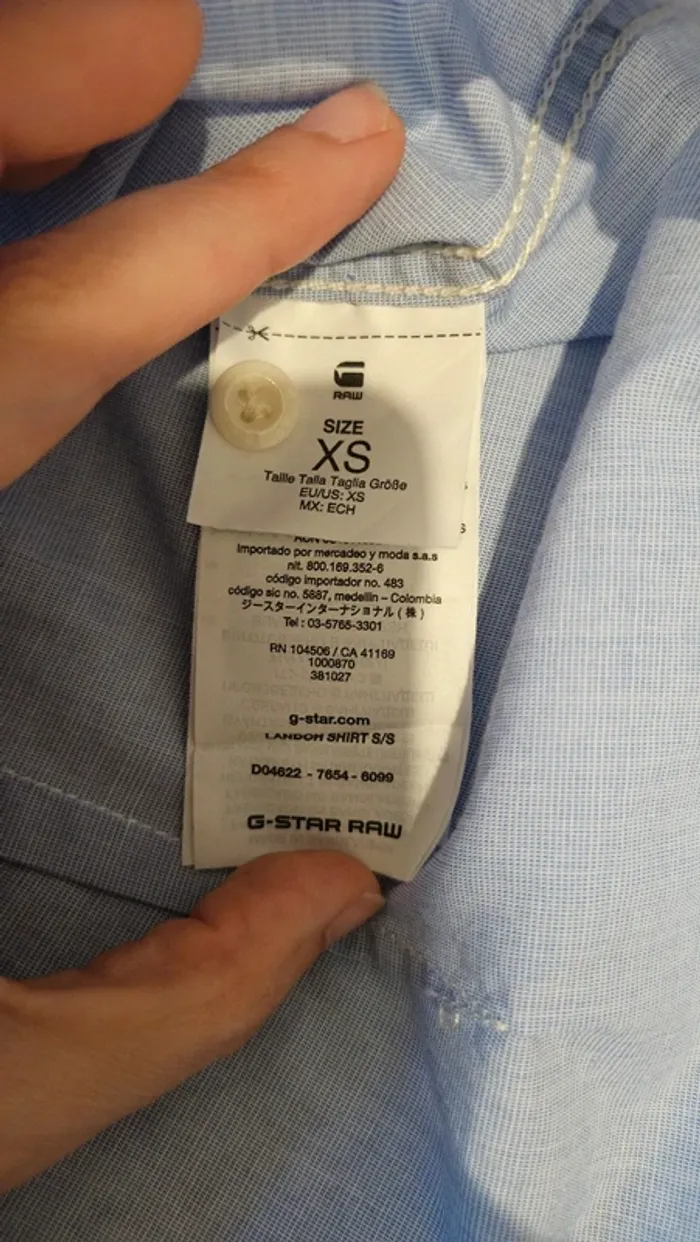 RAW
SIZE
XS
Taille Talla Taglia Größe
EU/US: XS
MX: ECH
Importado por mercadeo y moda s.a.s
nit. 800.169.352-6
código importador no. 483
código sic no. 5887, medellin – Colombia
ジースターインターナショナル(株)
Tel : 03-5765-3301
RN 104506 / CA 41169
1000870
381027
g-star.com
LANDOH SHIRT S/S
D04622 - 7654 - 6099
G-STAR RAW